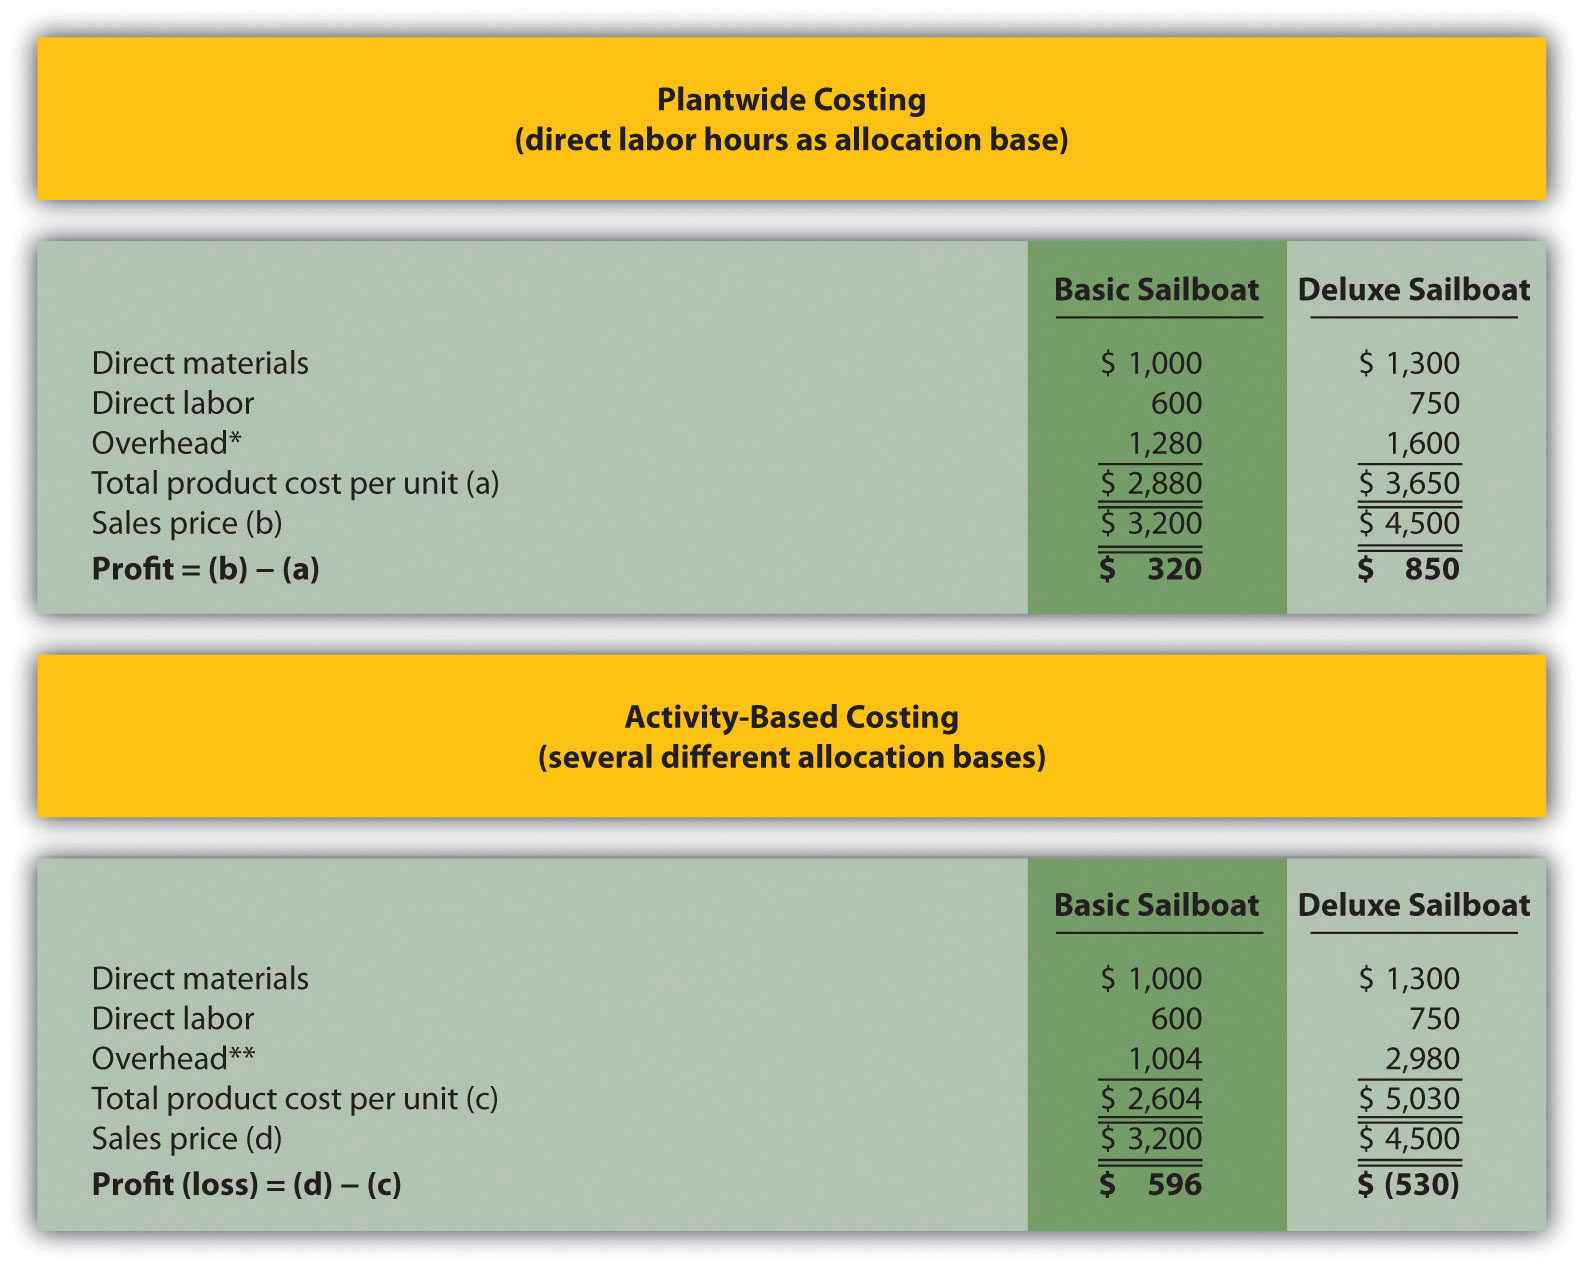 Plantwide Costing
(direct labor hours as allocation base)
Basic Sailboat Deluxe Sailboat
Direct materials $ 1,000 $ 1,300
Direct labor 600 750
Overhead* 1,280 1,600
Total product cost per unit (a) $ 2,880 $ 3,650
Sales price (b) $ 3,200 $ 4,500
Profit = (b) – (a) $ 320 $ 850
Activity-Based Costing
(several different allocation bases)
Basic Sailboat Deluxe Sailboat
Direct materials $ 1,000 $ 1,300
Direct labor 600 750
Overhead** 1,004 2,980
Total product cost per unit (c) $ 2,604 $ 5,030
Sales price (d) $ 3,200 $ 4,500
Profit (loss) = (d) – (c) $ 596 $ (530)